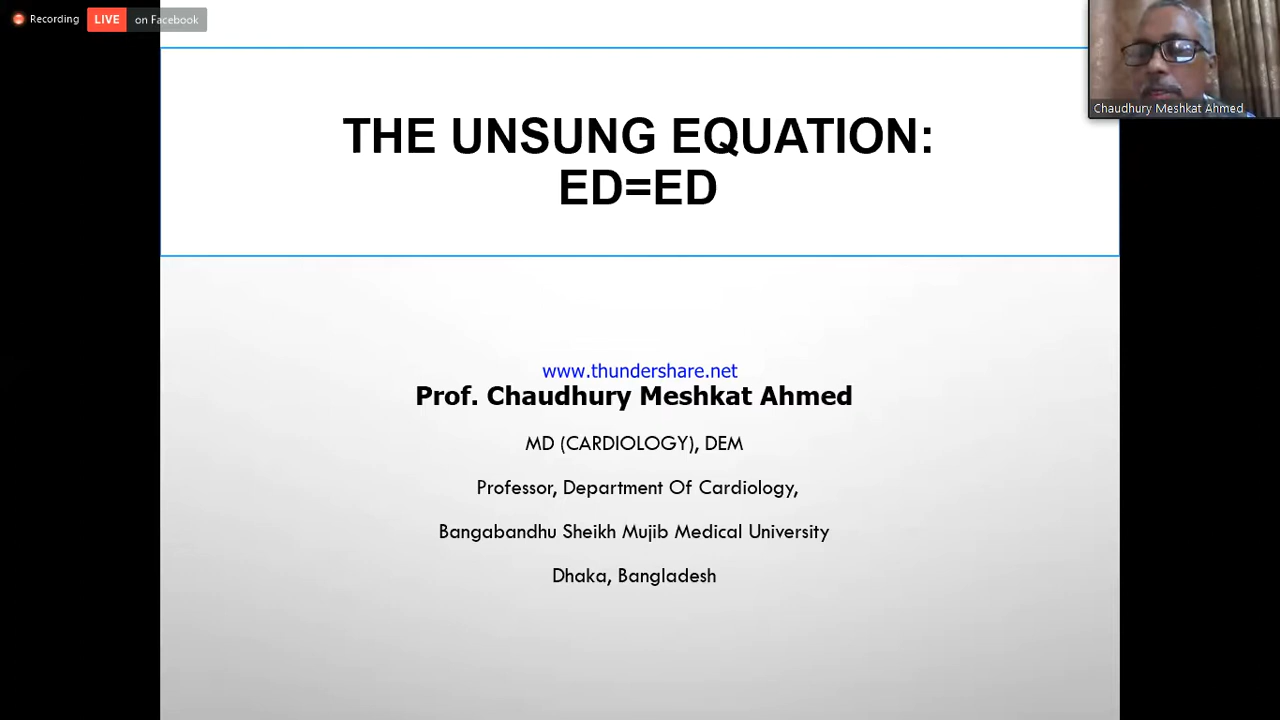 Recording LIVE on Facebook
Chaudhury Meshkat Ahmed
THE UNSUNG EQUATION:
ED=ED
www.thundershare.net
Prof. Chaudhury Meshkat Ahmed
MD (CARDIOLOGY), DEM
Professor, Department Of Cardiology,
Bangabandhu Sheikh Mujib Medical University
Dhaka, Bangladesh